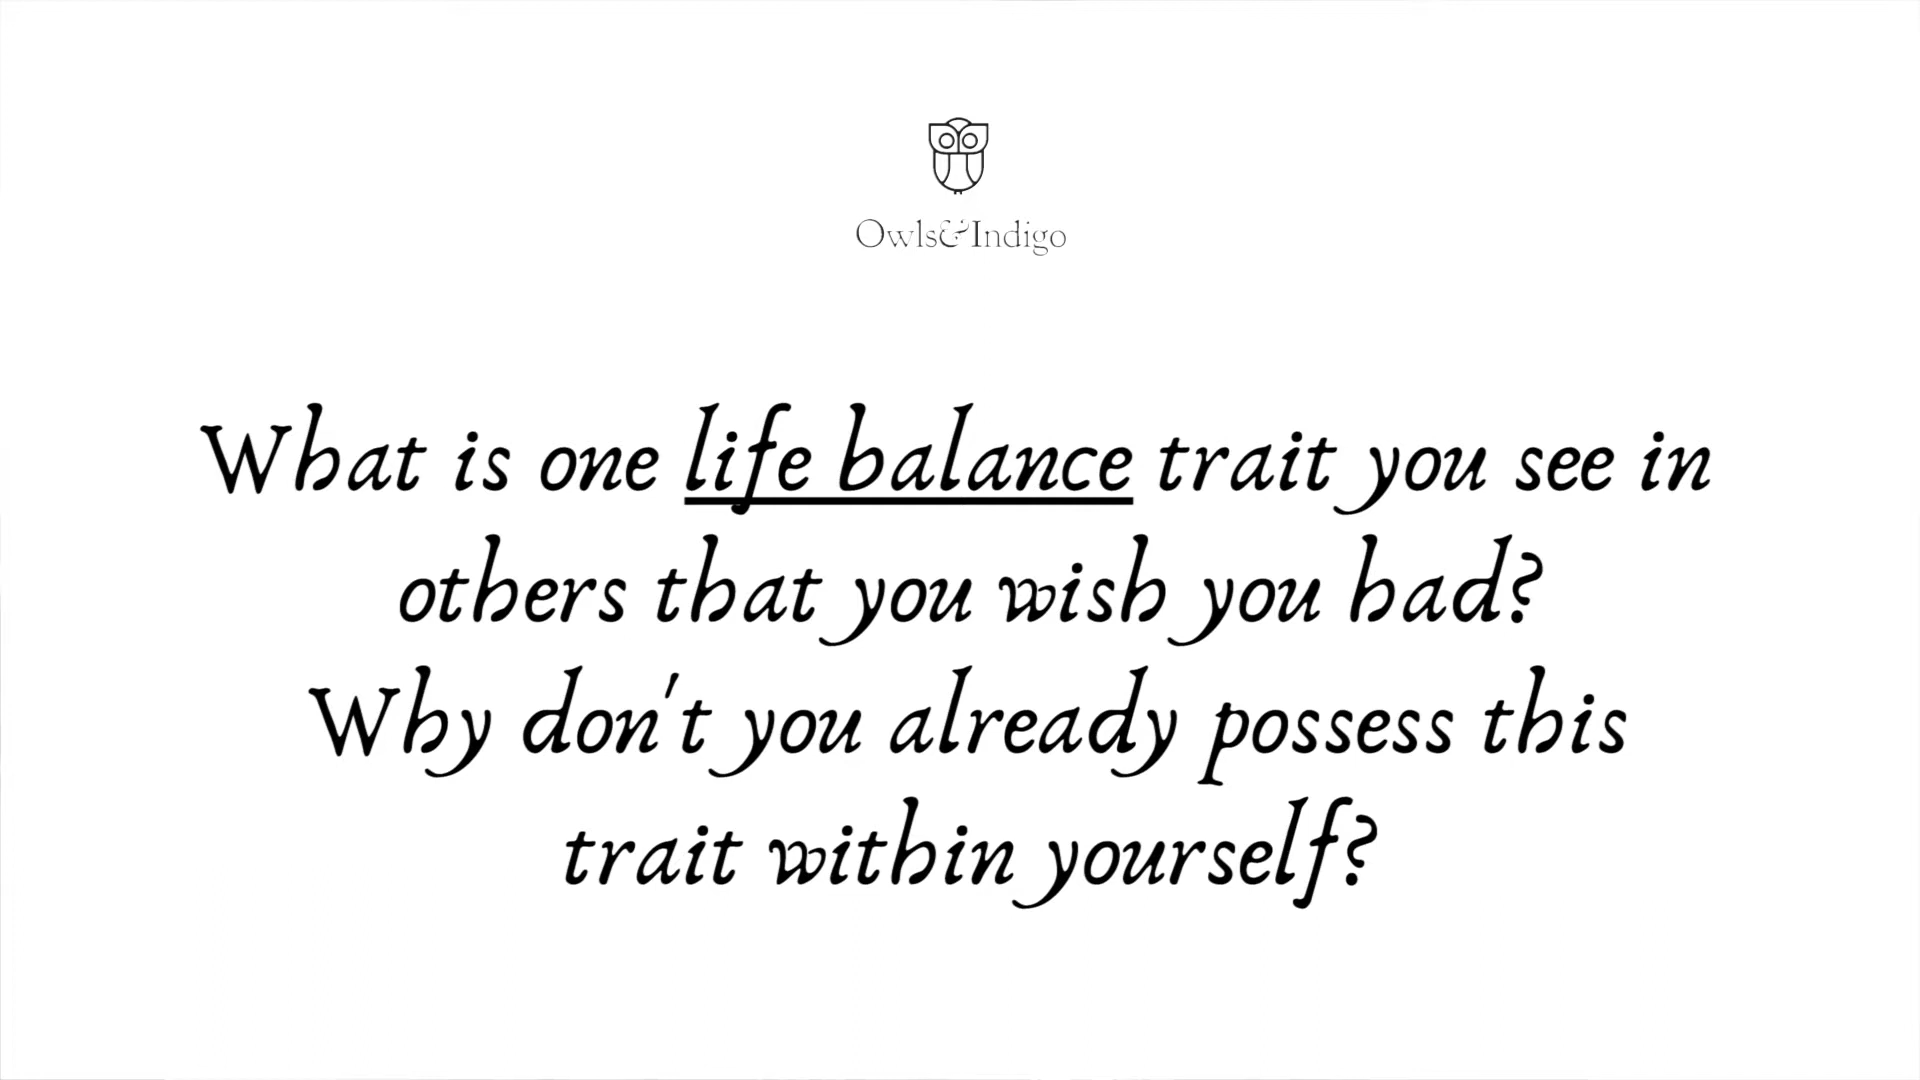 Owls&Indigo
What is one life balance trait you see in
others that you wish you had?
Why don't you already possess this
trait within yourself?